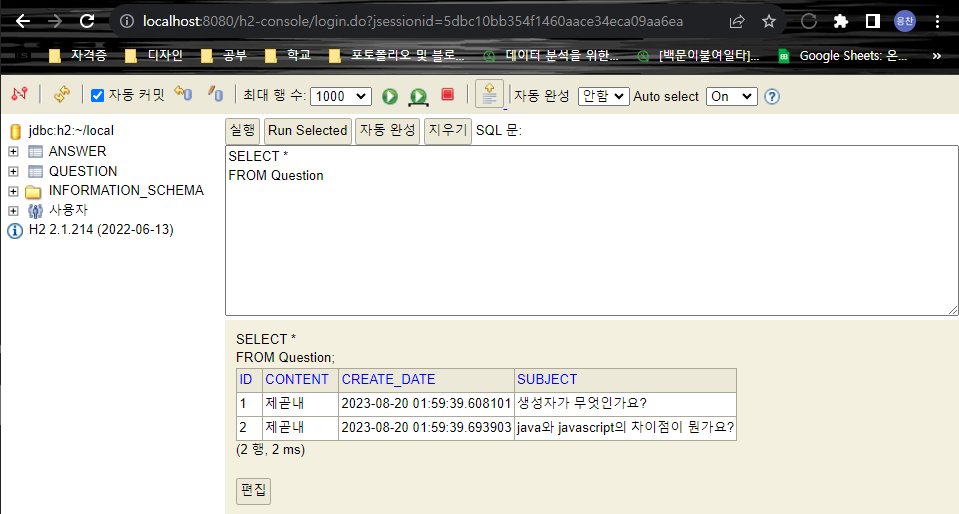 localhost:8080/h2-console/login.do?jsessionid=5dbc10bb354f1460aace34eca09aa6ea 응찬
자격증 디자인 공부 학교 포토폴리오 및 블로... 데이터 분석을 위한... [백문이불여일타]... Google Sheets: 온... »
자동 커밋 최대 행 수: 1000 자동 완성 안함 Auto select On
jdbc:h2:~/local
ANSWER
QUESTION
INFORMATION_SCHEMA
사용자
H2 2.1.214 (2022-06-13)
실행 Run Selected 자동 완성 지우기 SQL 문:
SELECT *
FROM Question
SELECT *
FROM Question;
ID CONTENT CREATE_DATE SUBJECT
1 제곧내 2023-08-20 01:59:39.608101 생성자가 무엇인가요?
2 제곧내 2023-08-20 01:59:39.693903 java와 javascript의 차이점이 뭔가요?
(2 행, 2 ms)
편집